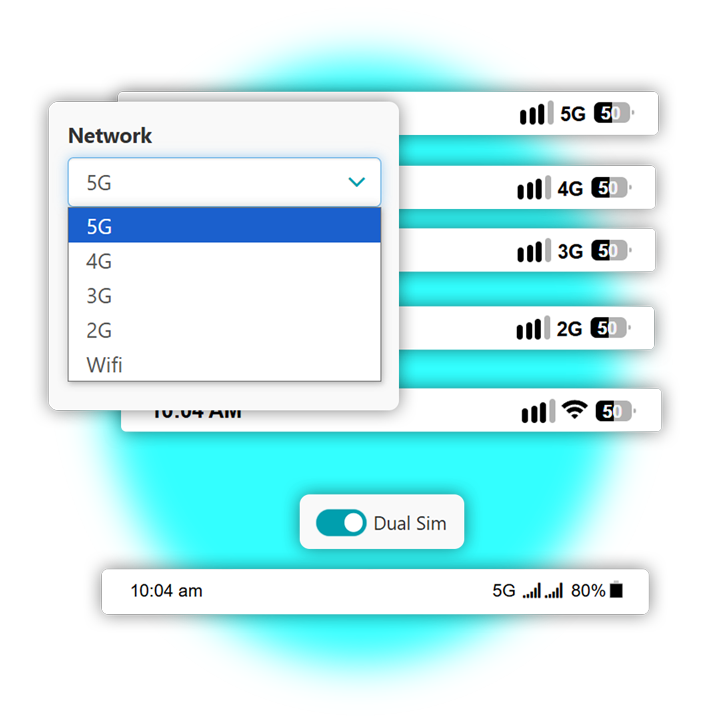 5G 50
Network
5G
4G 50
5G
3G 50
4G
3G
2G 50
2G
Wifi
10:04 AM 50
Dual Sim
10:04 am 5G 80%